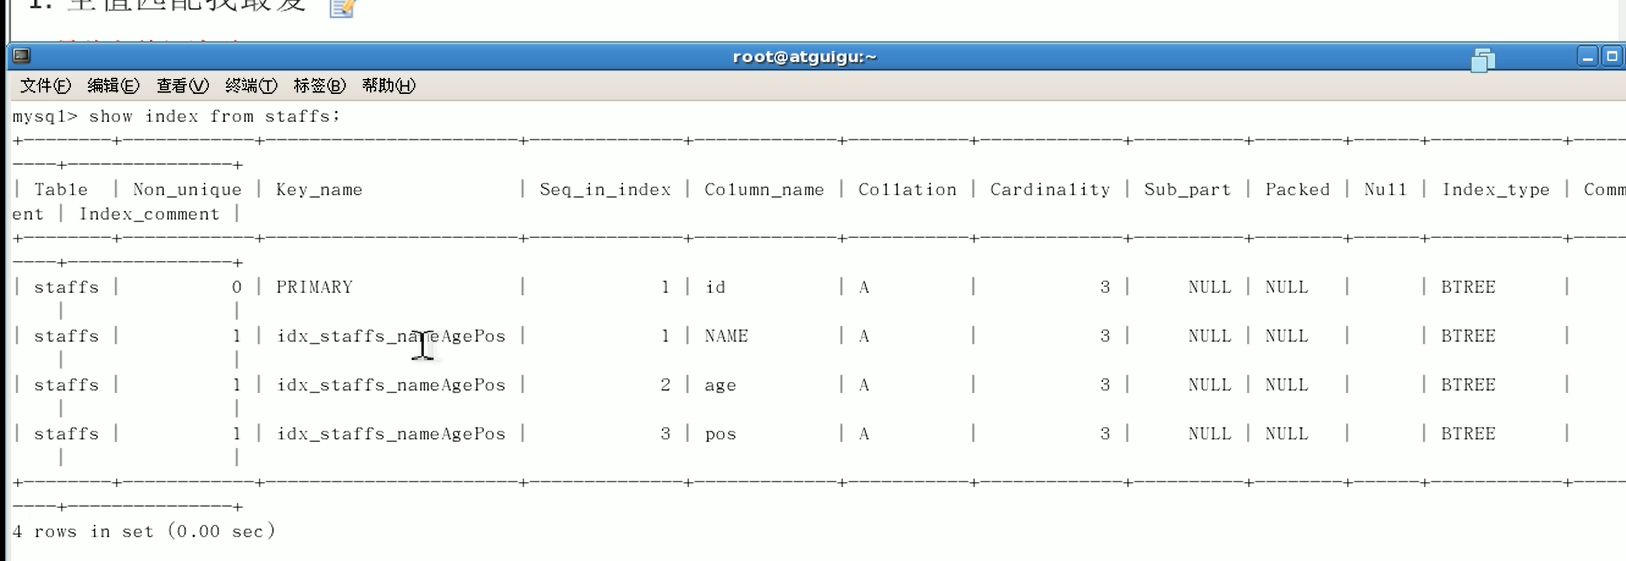 1. 全值匹配我最爱
root@atguigu:~
文件(F) 编辑(E) 查看(V) 终端(T) 标签(B) 帮助(H)
mysql> show index from staffs;
+--------+------------+-----------------------+--------------+-------------+-----------+-------------+----------+--------+------+------------+-----
----+---------------+
| Table  | Non_unique | Key_name              | Seq_in_index | Column_name | Collation | Cardinality | Sub_part | Packed | Null | Index_type | Comm
ent | Index_comment |
+--------+------------+-----------------------+--------------+-------------+-----------+-------------+----------+--------+------+------------+-----
----+---------------+
| staffs |          0 | PRIMARY               |            1 | id          | A         |           3 |     NULL | NULL   |      | BTREE      |
    |               |
| staffs |          1 | idx_staffs_nameAgePos |            1 | NAME        | A         |           3 |     NULL | NULL   |      | BTREE      |
    |               |
| staffs |          1 | idx_staffs_nameAgePos |            2 | age         | A         |           3 |     NULL | NULL   |      | BTREE      |
    |               |
| staffs |          1 | idx_staffs_nameAgePos |            3 | pos         | A         |           3 |     NULL | NULL   |      | BTREE      |
    |               |
+--------+------------+-----------------------+--------------+-------------+-----------+-------------+----------+--------+------+------------+-----
----+---------------+
4 rows in set (0.00 sec)